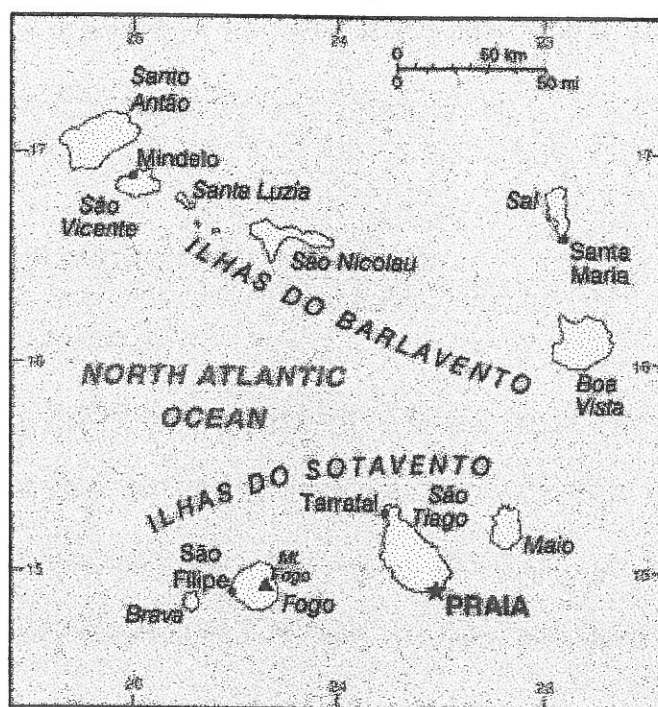 25
24
23
0 50 km
0 50 mi
Santo
Antão
17
17
Mindelo
São
Vicente
Santa Luzia
São Nicolau
Sal
Santa
Maria
ILHAS DO BARLAVENTO
16
16
Boa
Vista
NORTH ATLANTIC
OCEAN
ILHAS DO SOTAVENTO
Tarrafal
São
Tiago
Maio
15
15
São
Filipe
Mt.
Fogo
Fogo
Brava
PRAIA
25
24
23